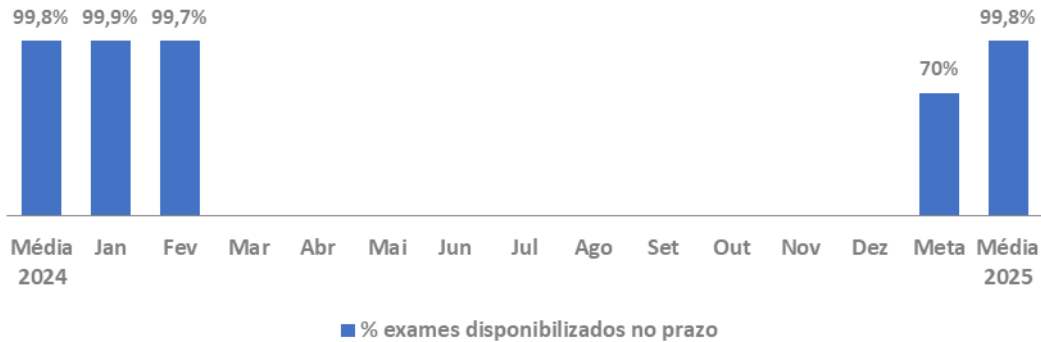 99,8% 99,9% 99,7% 70% 99,8%
Média Jan Fev Mar Abr Mai Jun Jul Ago Set Out Nov Dez Meta Média
2024 2025
% exames disponibilizados no prazo